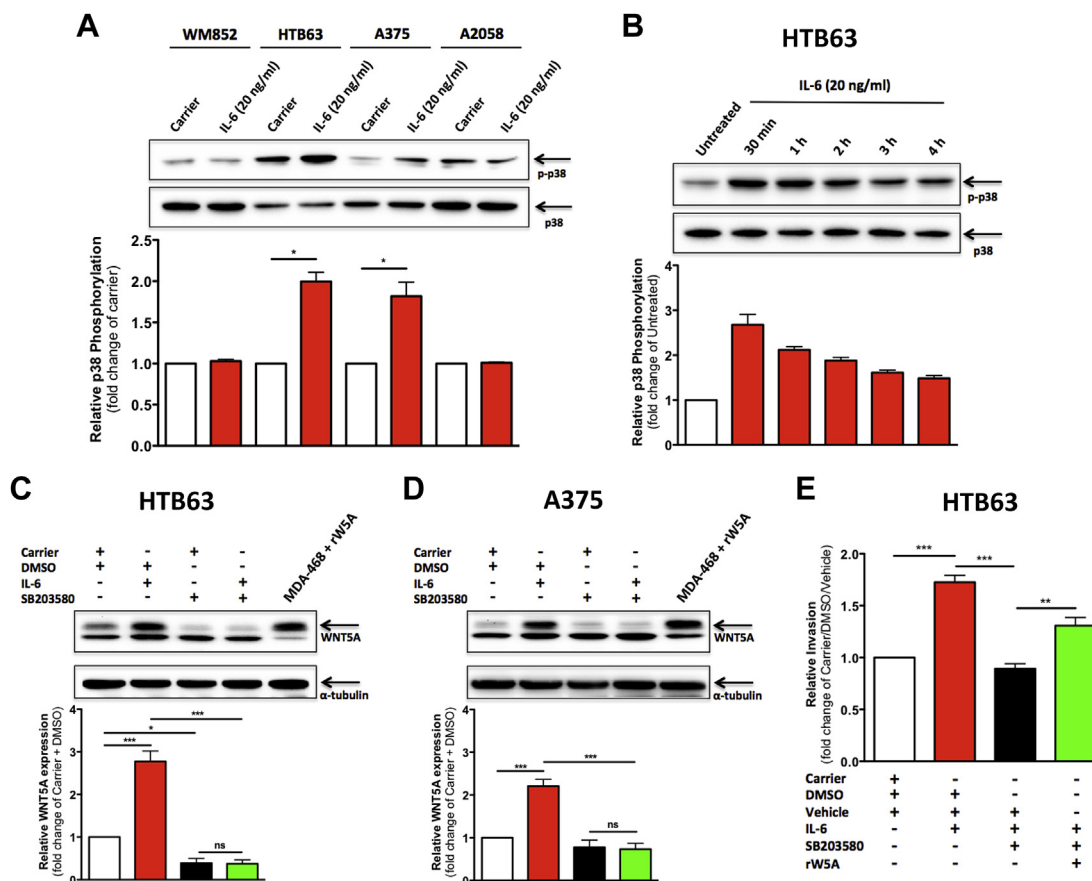 A
WM852 HTB63 A375 A2058
Carrier IL-6 (20 ng/ml) Carrier IL-6 (20 ng/ml) Carrier IL-6 (20 ng/ml) Carrier IL-6 (20 ng/ml)
p-p38
p38
Relative p38 Phosphorylation
(fold change of carrier)
2.5
2.0
1.5
1.0
0.5
0.0
* *
B
HTB63
IL-6 (20 ng/ml)
Untreated 30 min 1 h 2 h 3 h 4 h
p-p38
p38
Relative p38 Phosphorylation
(fold change of Untreated)
4
3
2
1
0
C
HTB63
Carrier + - + -
DMSO + + - -
IL-6 - + - +
SB203580 - - + +
MDA-468 + rW5A
WNT5A
α-tubulin
Relative WNT5A expression
(fold change of Carrier + DMSO)
4
3
2
1
0
***
*
***
ns
D
A375
Carrier + - + -
DMSO + + - -
IL-6 - + - +
SB203580 - - + +
MDA-468 + rW5A
WNT5A
α-tubulin
Relative WNT5A expression
(fold change of Carrier + DMSO)
4
3
2
1
0
***
***
ns
E
HTB63
Relative Invasion
(fold change of Carrier/DMSO/Vehicle)
2.0
1.5
1.0
0.5
0.0
*** *** **
Carrier + - - -
DMSO + + - -
Vehicle + + + -
IL-6 - + + +
SB203580 - - + +
rW5A - - - +